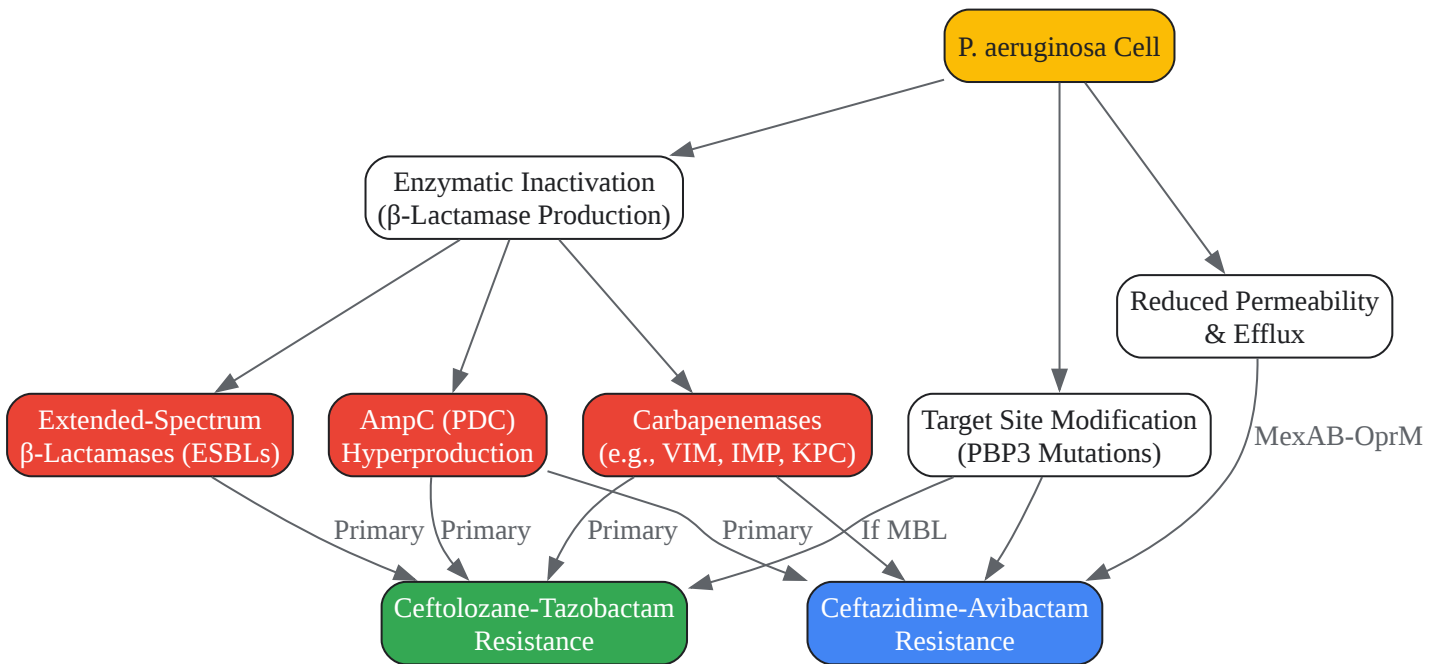 P. aeruginosa Cell
Enzymatic Inactivation
(β-Lactamase Production)
Reduced Permeability
& Efflux
Extended-Spectrum
β-Lactamases (ESBLs)
AmpC (PDC)
Hyperproduction
Carbapenemases
(e.g., VIM, IMP, KPC)
Target Site Modification
(PBP3 Mutations)
MexAB-OprM
Primary
Primary
Primary
Primary
If MBL
Ceftolozane-Tazobactam
Resistance
Ceftazidime-Avibactam
Resistance